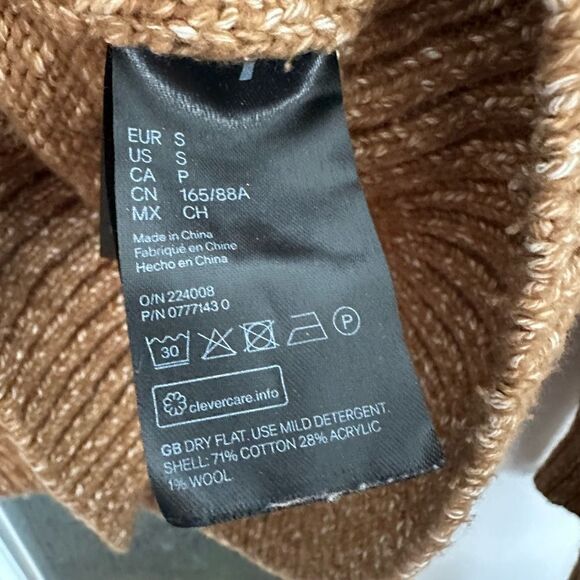 EUR S
US S
CA P
CN 165/88A
MX CH
Made in China
Fabriqué en Chine
Hecho en China
O/N 224008
P/N 0777143 0
30
P
clevercare.info
GB DRY FLAT. USE MILD DETERGENT.
SHELL: 71% COTTON 28% ACRYLIC
1% WOOL